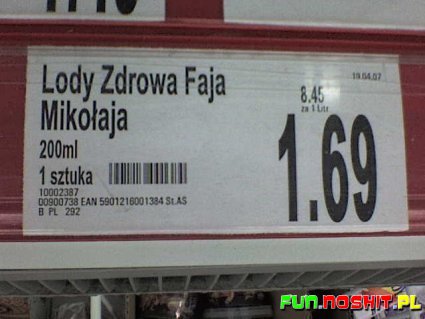 Lody Zdrowa Faja
Mikołaja
200ml
1 sztuka
10002387
00900738 EAN 5901216001384 St.AS
B PL 292
19.04.07
8.45
za 1 Litr
1.69
FUN.NOSHIT.PL